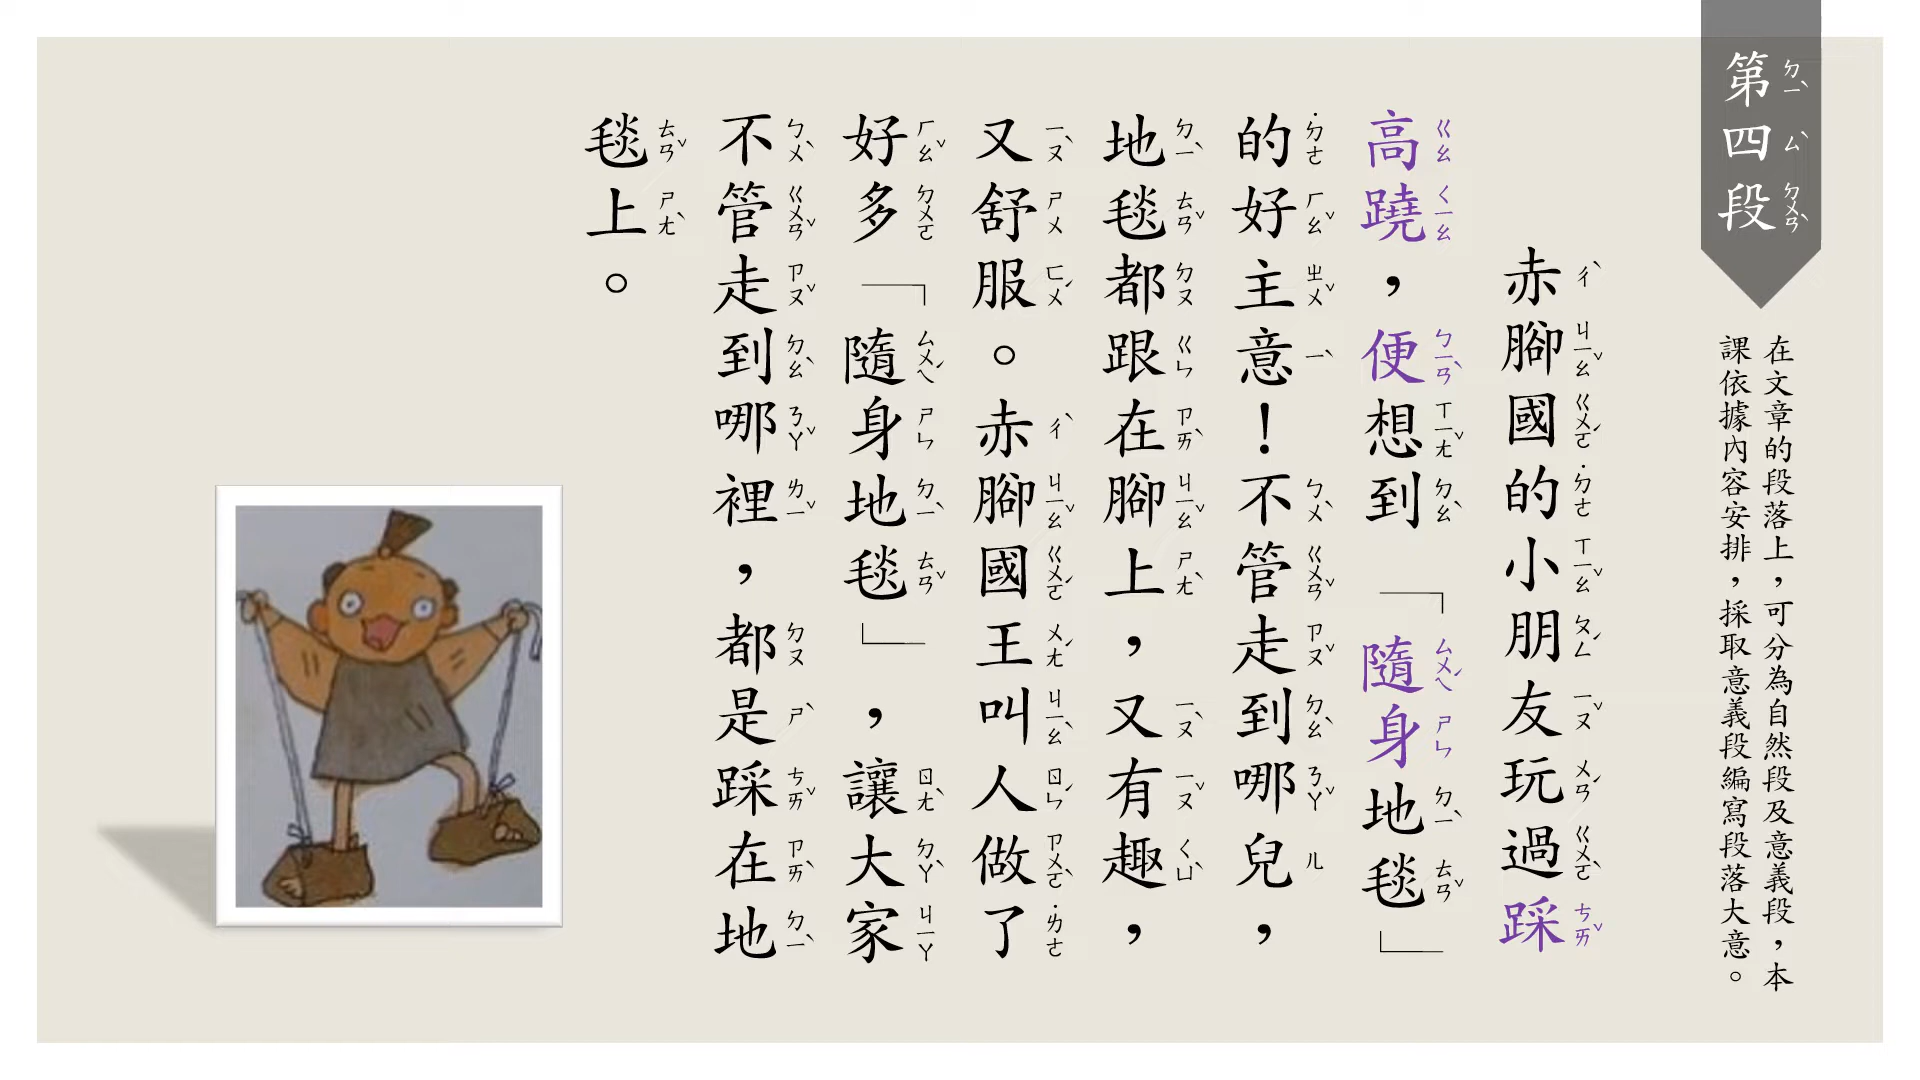 第四段
在文章的段落上，可分為自然段及意義段，本
課依據內容安排，採取意義段編寫段落大意。
赤腳國的小朋友玩過踩
高蹺，便想到「隨身地毯」
的好主意！不管走到哪兒，
地毯都跟在腳上，又有趣，
又舒服。赤腳國王叫人做了
好多「隨身地毯」，讓大家
不管走到哪裡，都是踩在地
毯上。